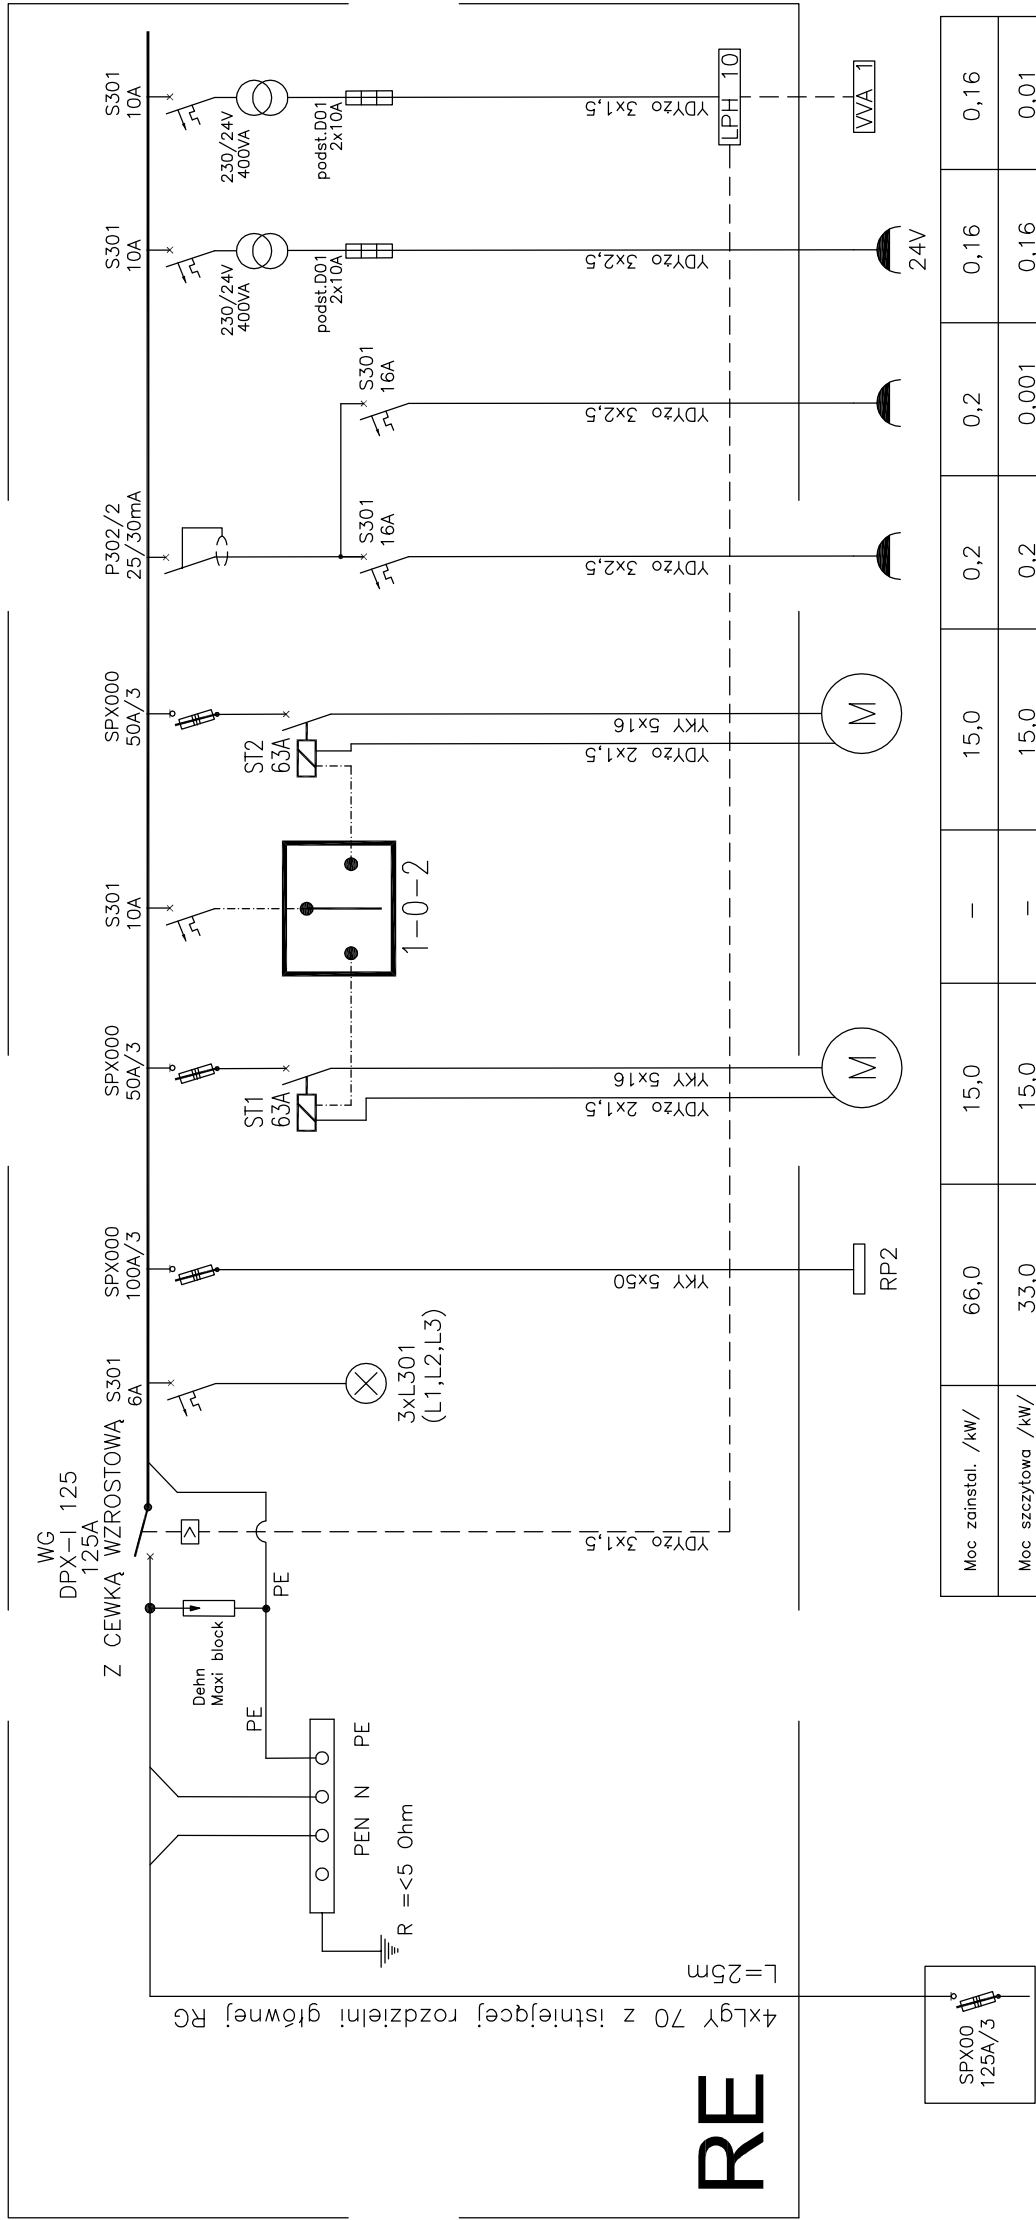 WG
DPX-I 125
125A
Z CEWKĄ WZROSTOWĄ
S301
6A
SPX000
100A/3
SPX000
50A/3
S301
10A
SPX000
50A/3
P302/2
25/30mA
S301
10A
S301
10A
Dehn
Maxi block
PE
PE
PEN N PE
R =<5 Ohm
3xL301
(L1,L2,L3)
ST1
63A
1-0-2
ST2
63A
S301
16A
S301
16A
230/24V
400VA
podst.D01
2x10A
230/24V
400VA
podst.D01
2x10A
4xLgY 70 z istniejącej rozdzielni głównej RG
L=25m
YDYżo 3x1,5
YKY 5x50
YDYżo 2x1,5
YKY 5x16
YDYżo 2x1,5
YKY 5x16
YDYżo 3x2,5
YDYżo 3x2,5
YDYżo 3x2,5
YDYżo 3x1,5
LPH 10
RE
SPX00
125A/3
RP2
M
M
24V
WA 1
Moc zainstal. /kW/ 66,0 15,0 - 15,0 0,2 0,2 0,16 0,16
Moc szczytowa /kW/ 33,0 15,0 - 15,0 0,2 0,001 0,16 0,01